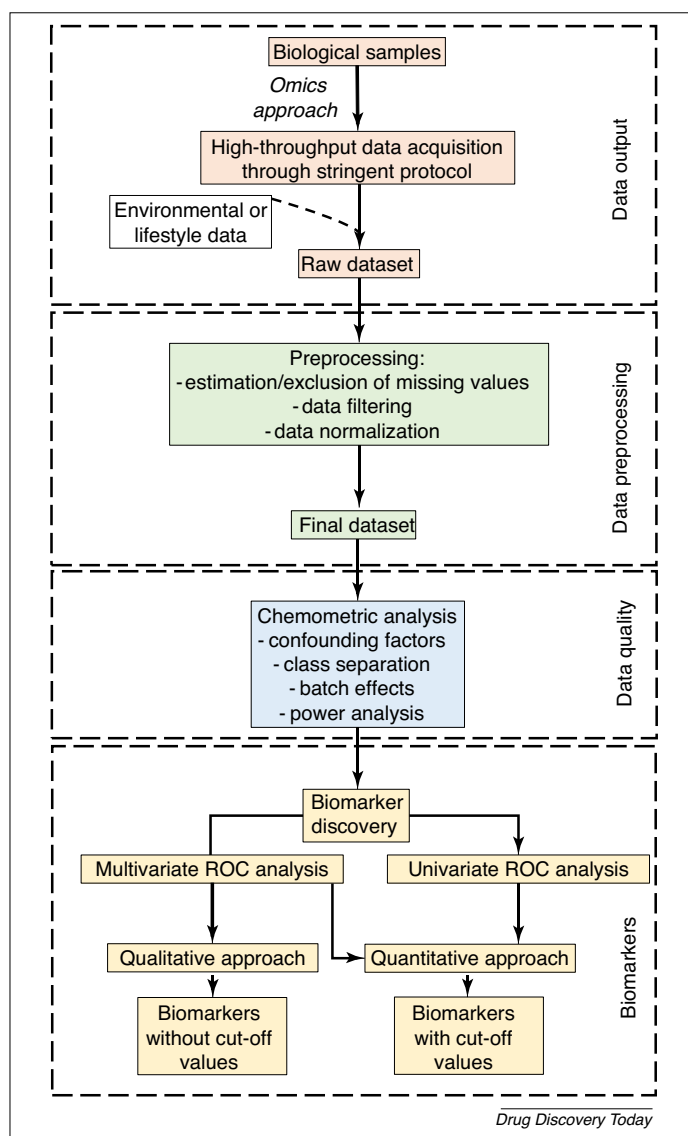 Biological samples
Omics
approach
High-throughput data acquisition
through stringent protocol
Environmental or
lifestyle data
Raw dataset
Data output
Preprocessing:
- estimation/exclusion of missing values
- data filtering
- data normalization
Final dataset
Data preprocessing
Chemometric analysis
- confounding factors
- class separation
- batch effects
- power analysis
Data quality
Biomarker
discovery
Multivariate ROC analysis
Univariate ROC analysis
Qualitative approach
Quantitative approach
Biomarkers
without cut-off
values
Biomarkers
with cut-off
values
Biomarkers
Drug Discovery Today